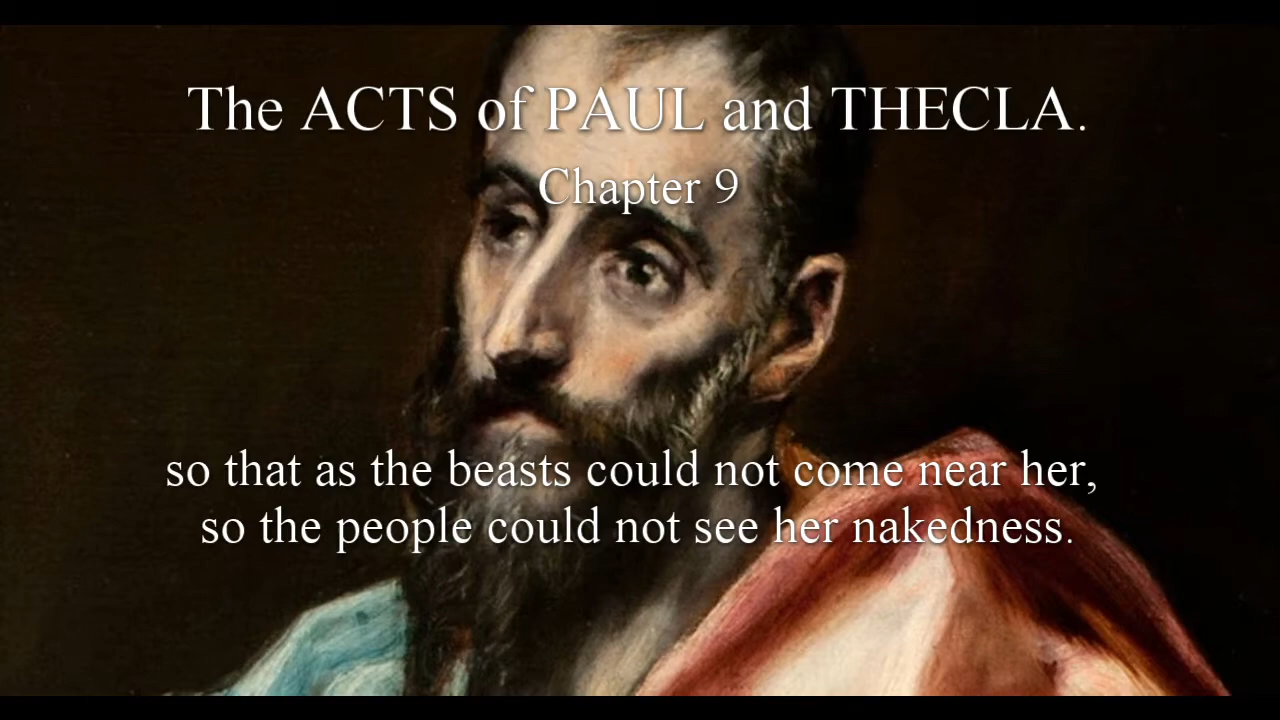 The ACTS of PAUL and THECLA.
Chapter 9
so that as the beasts could not come near her,
so the people could not see her nakedness.